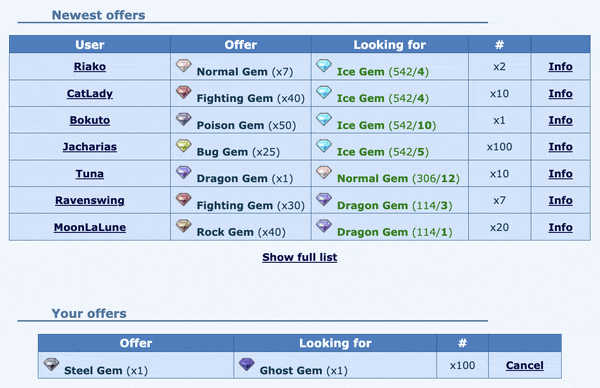 Newest offers
User Offer Looking for #
Riako Normal Gem (x7) Ice Gem (542/4) x2 Info
CatLady Fighting Gem (x40) Ice Gem (542/4) x10 Info
Bokuto Poison Gem (x50) Ice Gem (542/10) x1 Info
Jacharias Bug Gem (x25) Ice Gem (542/5) x100 Info
Tuna Dragon Gem (x1) Normal Gem (306/12) x10 Info
Ravenswing Fighting Gem (x30) Dragon Gem (114/3) x7 Info
MoonLaLune Rock Gem (x40) Dragon Gem (114/1) x20 Info
Show full list
Your offers
Offer Looking for #
Steel Gem (x1) Ghost Gem (x1) x100 Cancel